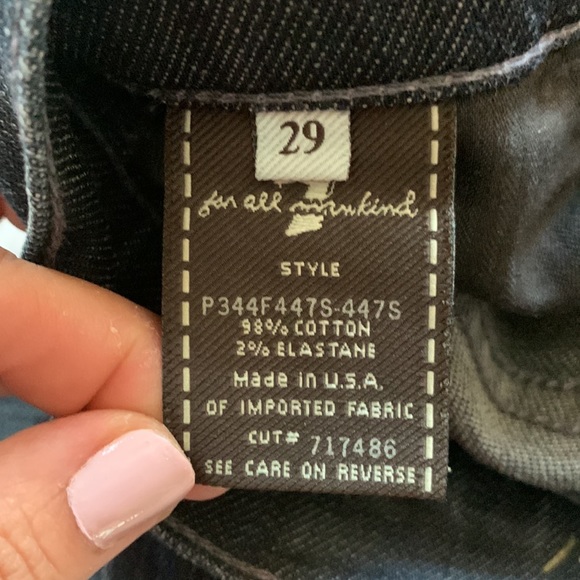 29
7
for all mankind
STYLE
P344F447S-447S
98% COTTON
2% ELASTANE
Made in U.S.A.
OF IMPORTED FABRIC
CUT# 717486
SEE CARE ON REVERSE